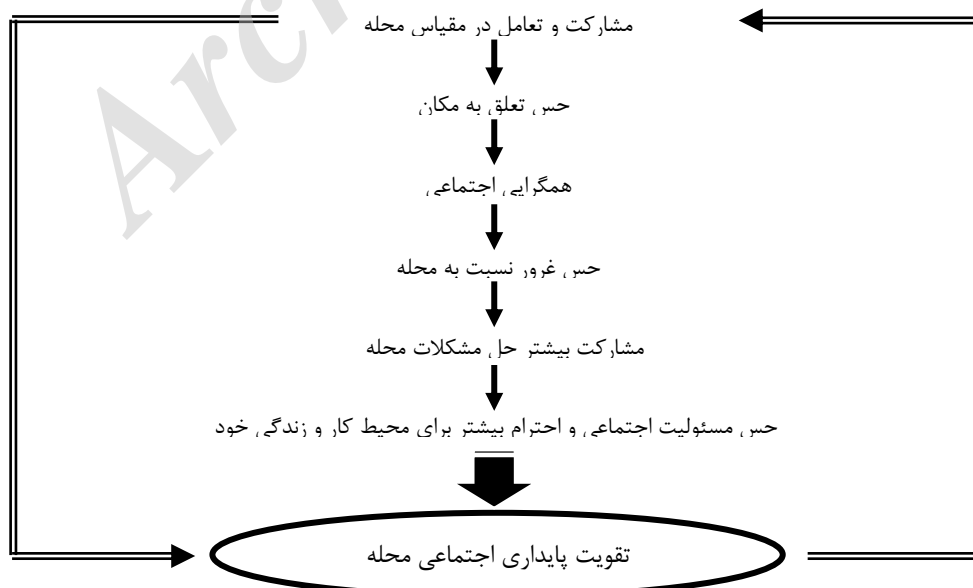 مشارکت و تعامل در مقیاس محله
حس تعلق به مکان
همگرایی اجتماعی
حس غرور نسبت به محله
مشارکت بیشتر حل مشکلات محله
حس مسئولیت اجتماعی و احترام بیشتر برای محیط کار و زندگی خود
تقویت پایداری اجتماعی محله